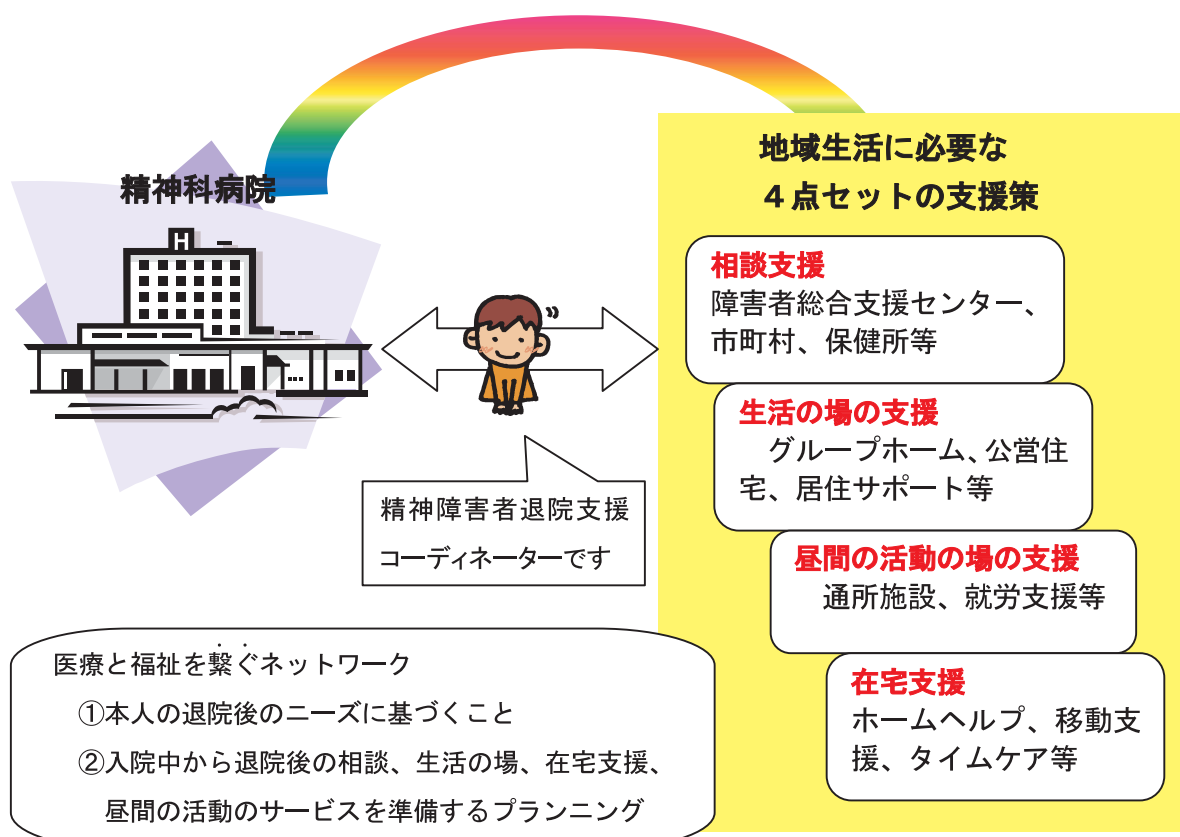 精神科病院
H
地域生活に必要な
４点セットの支援策
相談支援
障害者総合支援センター、
市町村、保健所等
生活の場の支援
グループホーム、公営住
宅、居住サポート等
昼間の活動の場の支援
通所施設、就労支援等
在宅支援
ホームヘルプ、移動支
援、タイムケア等
精神障害者退院支援
コーディネーターです
医療と福祉を繋ぐネットワーク
①本人の退院後のニーズに基づくこと
②入院中から退院後の相談、生活の場、在宅支援、
昼間の活動のサービスを準備するプランニング